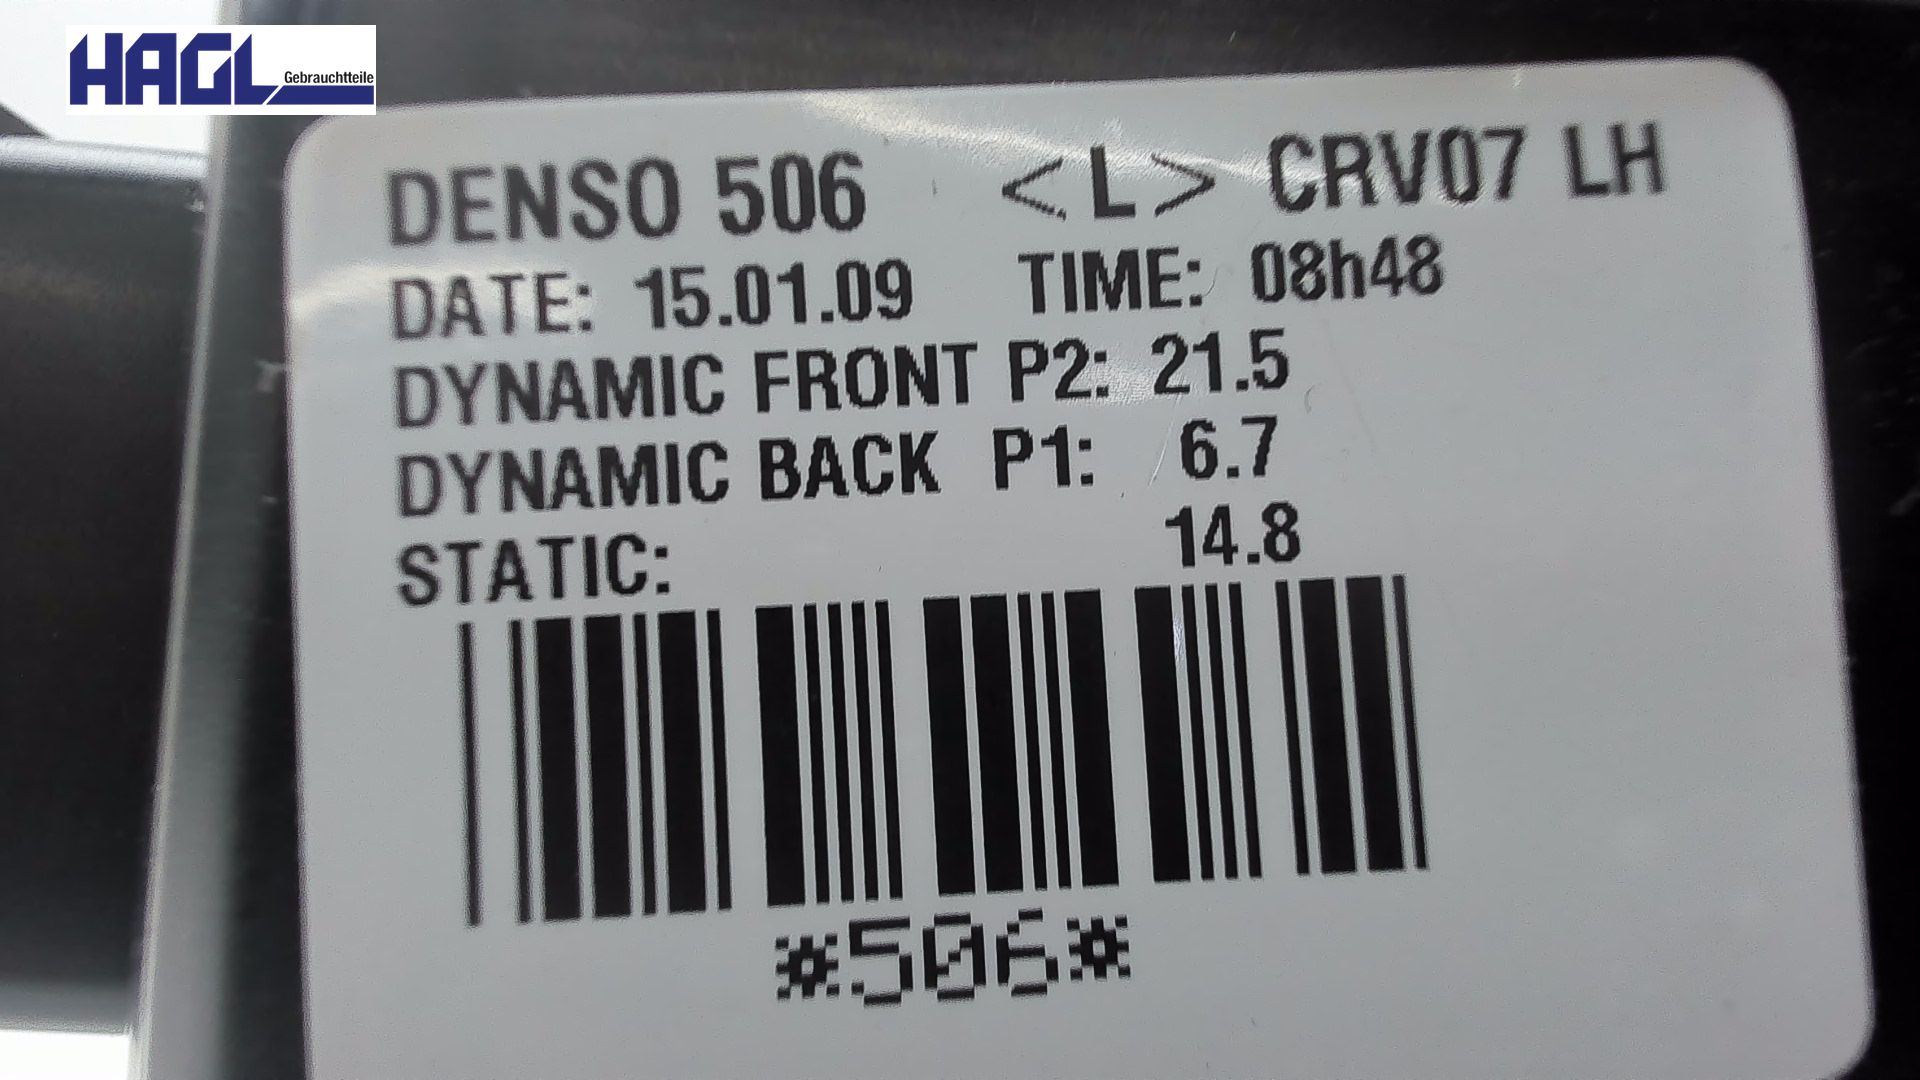 HAGL Gebrauchtteile
DENSO 506 <L> CRV07 LH
DATE: 15.01.09 TIME: 08h48
DYNAMIC FRONT P2: 21.5
DYNAMIC BACK P1: 6.7
STATIC: 14.8
*506*